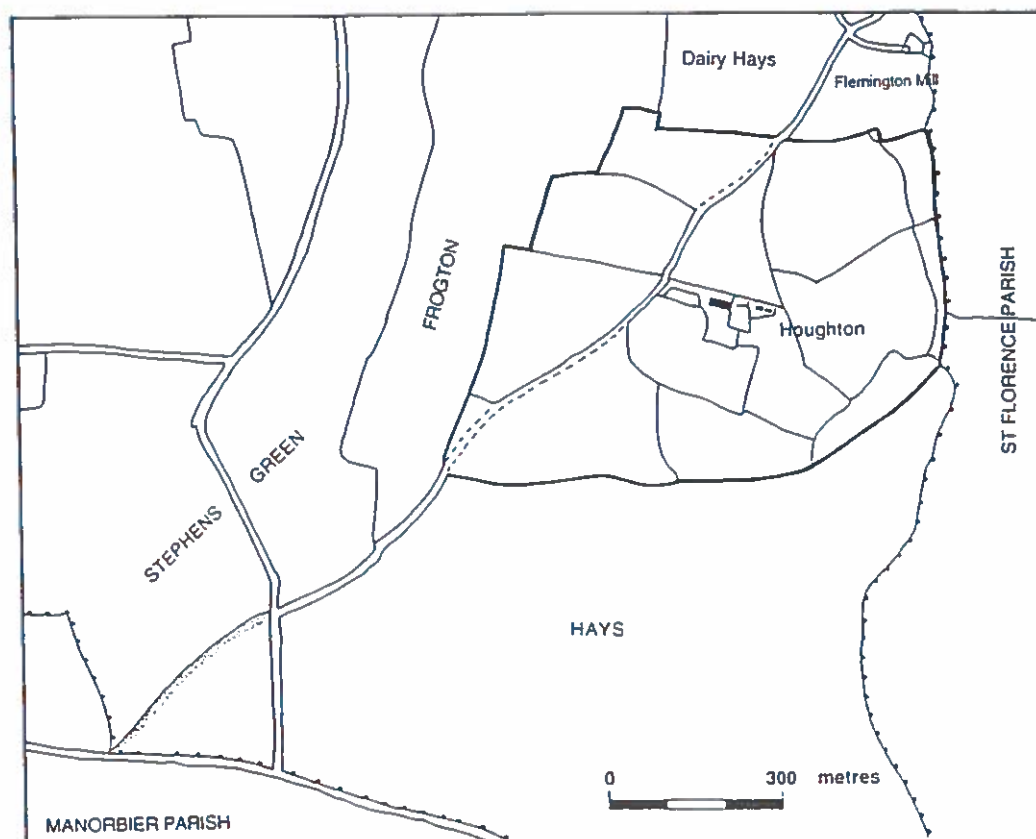 Dairy Hays
Flemington Mill
FROGTON
Houghton
ST FLORENCE PARISH
STEPHENS GREEN
HAYS
0 300 metres
MANORBIER PARISH